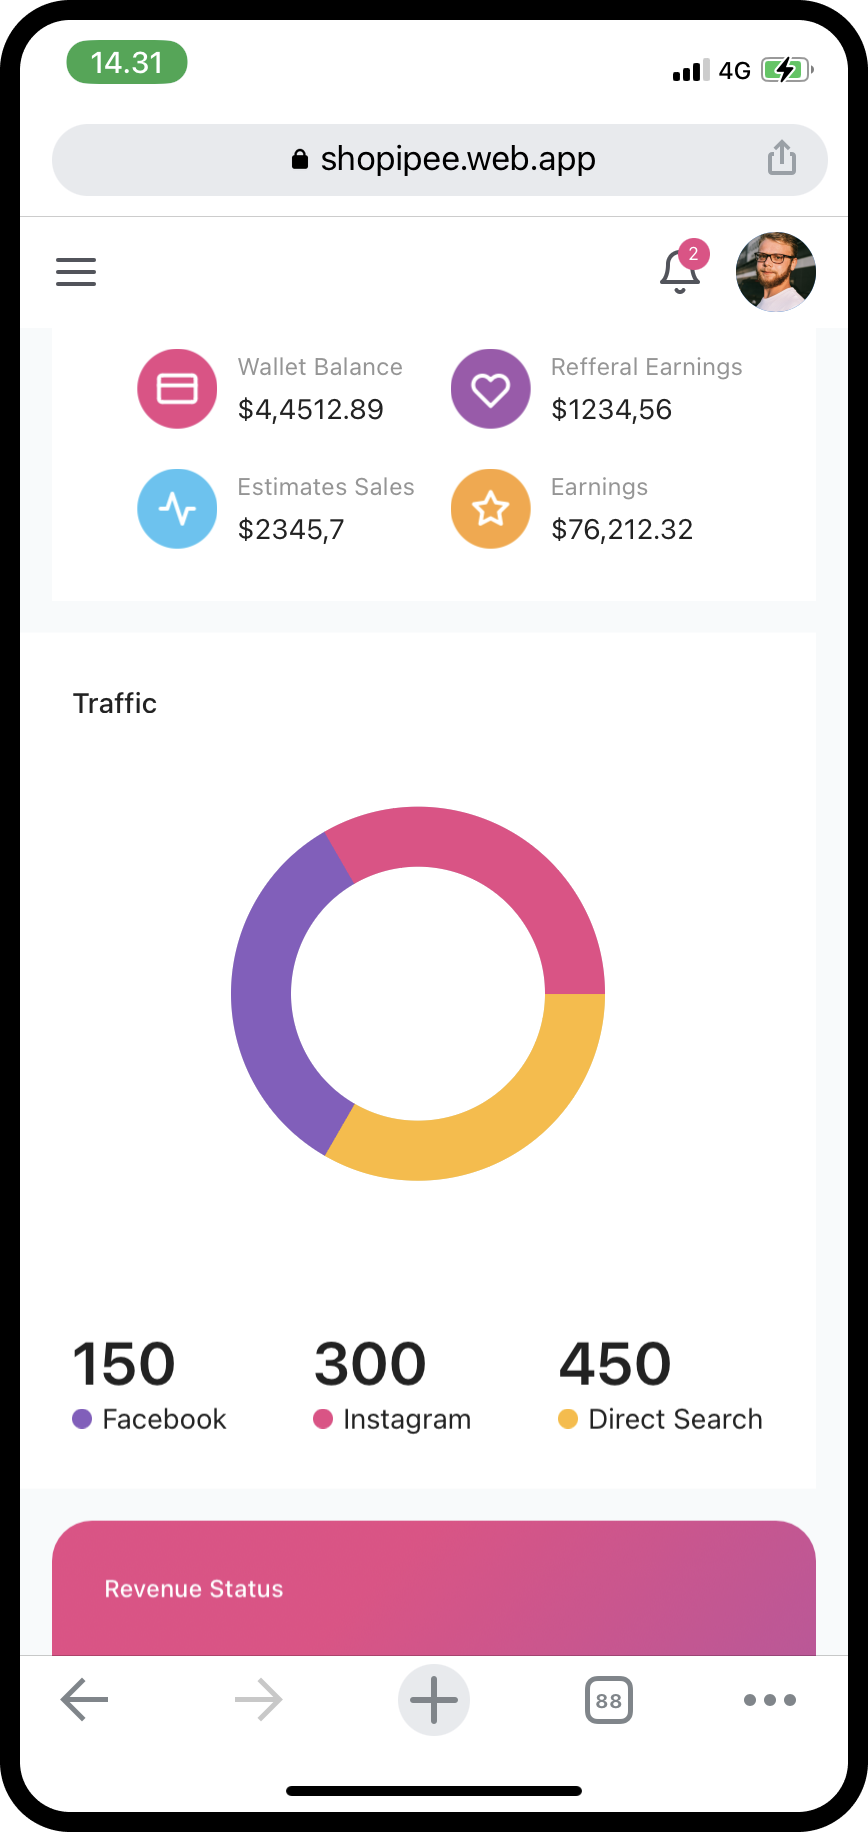 14.31
4G
shopipee.web.app
2
Wallet Balance
$4,4512.89
Refferal Earnings
$1234,56
Estimates Sales
$2345,7
Earnings
$76,212.32
Traffic
150
Facebook
300
Instagram
450
Direct Search
Revenue Status
88